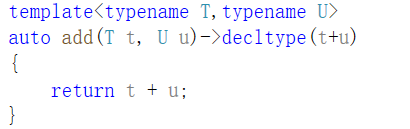 template<typename T,typename U>
auto add(T t, U u)->decltype(t+u)
{
    return t + u;
}